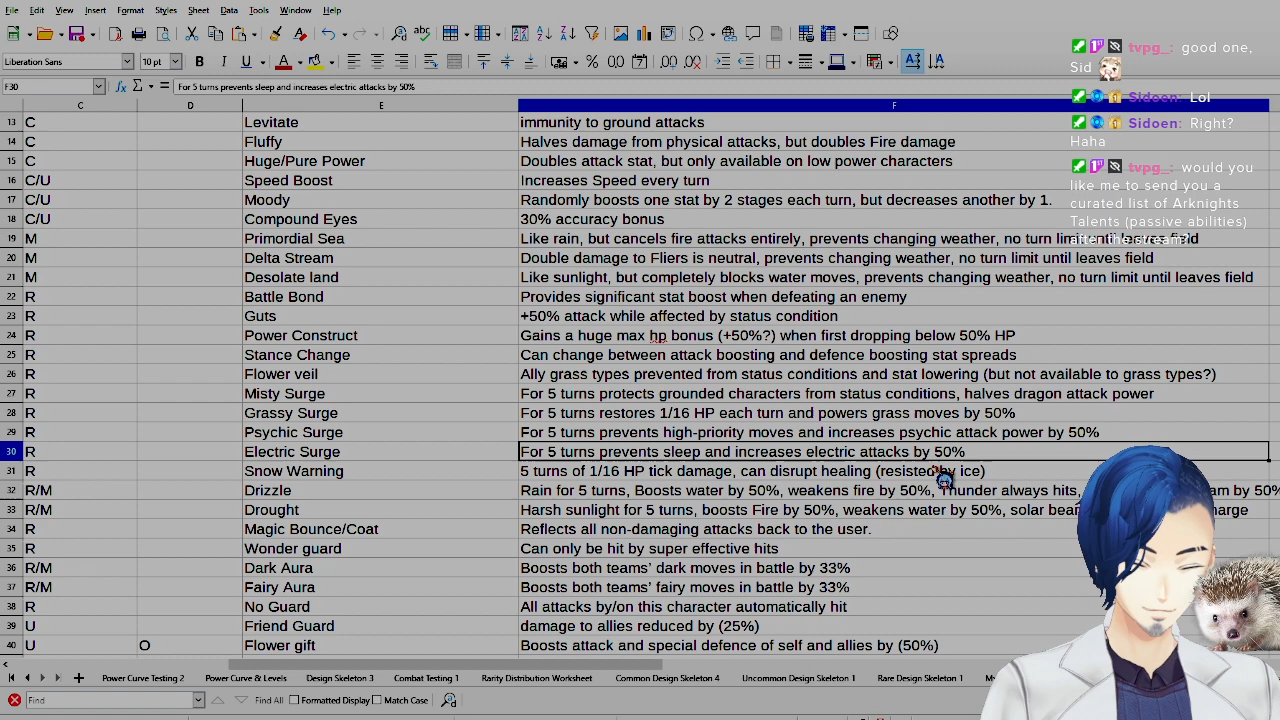 File Edit View Insert Format Styles Sheet Data Tools Window Help
Liberation Sans 10 pt
F30 For 5 turns prevents sleep and increases electric attacks by 50%
C D E F
13 C Levitate immunity to ground attacks
14 C Fluffy Halves damage from physical attacks, but doubles Fire damage
15 C Huge/Pure Power Doubles attack stat, but only available on low power characters
16 C/U Speed Boost Increases Speed every turn
17 C/U Moody Randomly boosts one stat by 2 stages each turn, but decreases another by 1.
18 C/U Compound Eyes 30% accuracy bonus
19 M Primordial Sea Like rain, but cancels fire attacks entirely, prevents changing weather, no turn limit until leaves field
20 M Delta Stream Double damage to Fliers is neutral, prevents changing weather, no turn limit until leaves field
21 M Desolate land Like sunlight, but completely blocks water moves, prevents changing weather, no turn limit until leaves field
22 R Battle Bond Provides significant stat boost when defeating an enemy
23 R Guts +50% attack while affected by status condition
24 R Power Construct Gains a huge max hp bonus (+50%?) when first dropping below 50% HP
25 R Stance Change Can change between attack boosting and defence boosting stat spreads
26 R Flower veil Ally grass types prevented from status conditions and stat lowering (but not available to grass types?)
27 R Misty Surge For 5 turns protects grounded characters from status conditions, halves dragon attack power
28 R Grassy Surge For 5 turns restores 1/16 HP each turn and powers grass moves by 50%
29 R Psychic Surge For 5 turns prevents high-priority moves and increases psychic attack power by 50%
30 R Electric Surge For 5 turns prevents sleep and increases electric attacks by 50%
31 R Snow Warning 5 turns of 1/16 HP tick damage, can disrupt healing (resisted by ice)
32 R/M Drizzle Rain for 5 turns, Boosts water by 50%, weakens fire by 50%, Thunder always hits, am by 50%
33 R/M Drought Harsh sunlight for 5 turns, boosts Fire by 50%, weakens water by 50%, solar bea harge
34 R Magic Bounce/Coat Reflects all non-damaging attacks back to the user.
35 R Wonder guard Can only be hit by super effective hits
36 R/M Dark Aura Boosts both teams’ dark moves in battle by 33%
37 R/M Fairy Aura Boosts both teams’ fairy moves in battle by 33%
38 R No Guard All attacks by/on this character automatically hit
39 U Friend Guard damage to allies reduced by (25%)
40 U O Flower gift Boosts attack and special defence of self and allies by (50%)
Power Curve Testing 2 Power Curve & Levels Design Skeleton 3 Combat Testing 1 Rarity Distribution Worksheet Common Design Skeleton 4 Uncommon Design Skeleton 1 Rare Design Skeleton 1
Find Find All Formatted Display Match Case
tvpg_: good one,
Sid
Sidoen: Lol
Sidoen: Right?
Haha
tvpg_: would you
like me to send you a
curated list of Arknights
Talents (passive abilities)
after the stream?